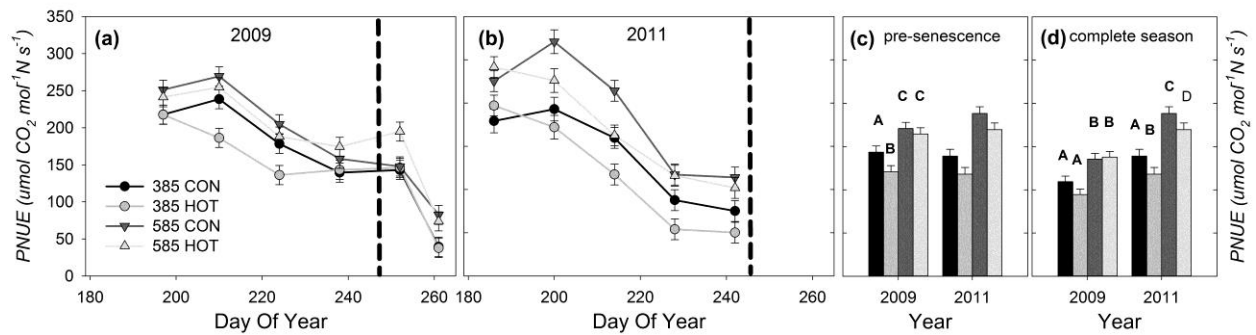 PNUE (umol CO2 mol-1N s-1)
350
300
250
200
150
100
50
0
(a)
2009
385 CON
385 HOT
585 CON
585 HOT
180 200 220 240 260
Day Of Year
(b)
2011
180 200 220 240 260
Day Of Year
(c) pre-senescence
A B C C
2009 2011
Year
(d) complete season
A A B B A B C D
2009 2011
Year
PNUE (umol CO2 mol-1N s-1)